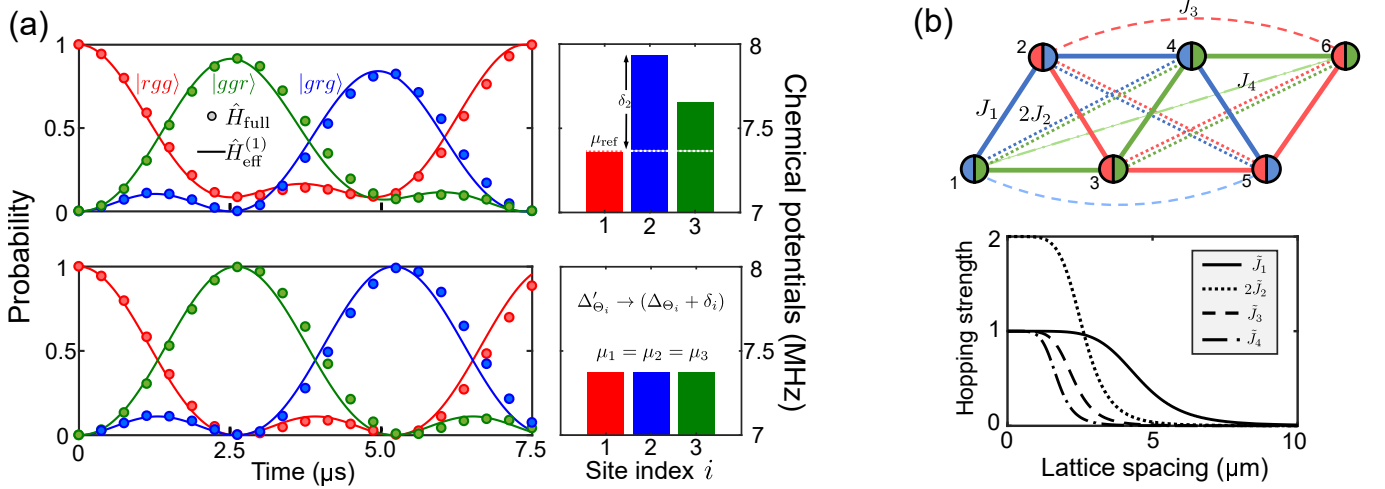 (a)
Probability
1
0.5
0
|rgg⟩ |ggr⟩ |grg⟩
Ĥfull
Ĥeff(1)
μref
δ2
8
7.5
7
1 2 3
1
0.5
0
0 2.5 5.0 7.5
Time (μs)
Δ′Θi → (ΔΘi + δi)
μ1 = μ2 = μ3
8
7.5
7
1 2 3
Site index i
Chemical potentials (MHz)
(b)
J3
2 4 6
J1 2J2 J4
1 3 5
Hopping strength
2
1
0
J̃1
2J̃2
J̃3
J̃4
0 5 10
Lattice spacing (μm)